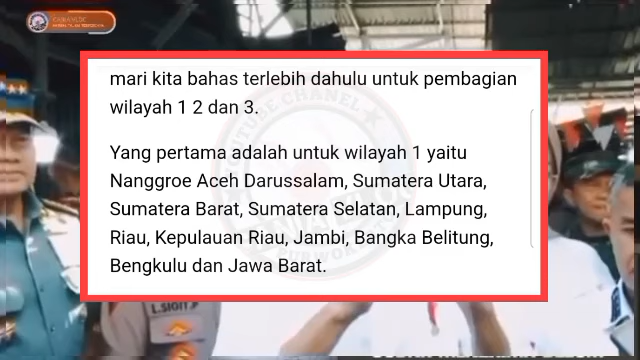 mari kita bahas terlebih dahulu untuk pembagian
wilayah 1 2 dan 3.
Yang pertama adalah untuk wilayah 1 yaitu
Nanggroe Aceh Darussalam, Sumatera Utara,
Sumatera Barat, Sumatera Selatan, Lampung,
Riau, Kepulauan Riau, Jambi, Bangka Belitung,
Bengkulu dan Jawa Barat.
L.SIGIT.P